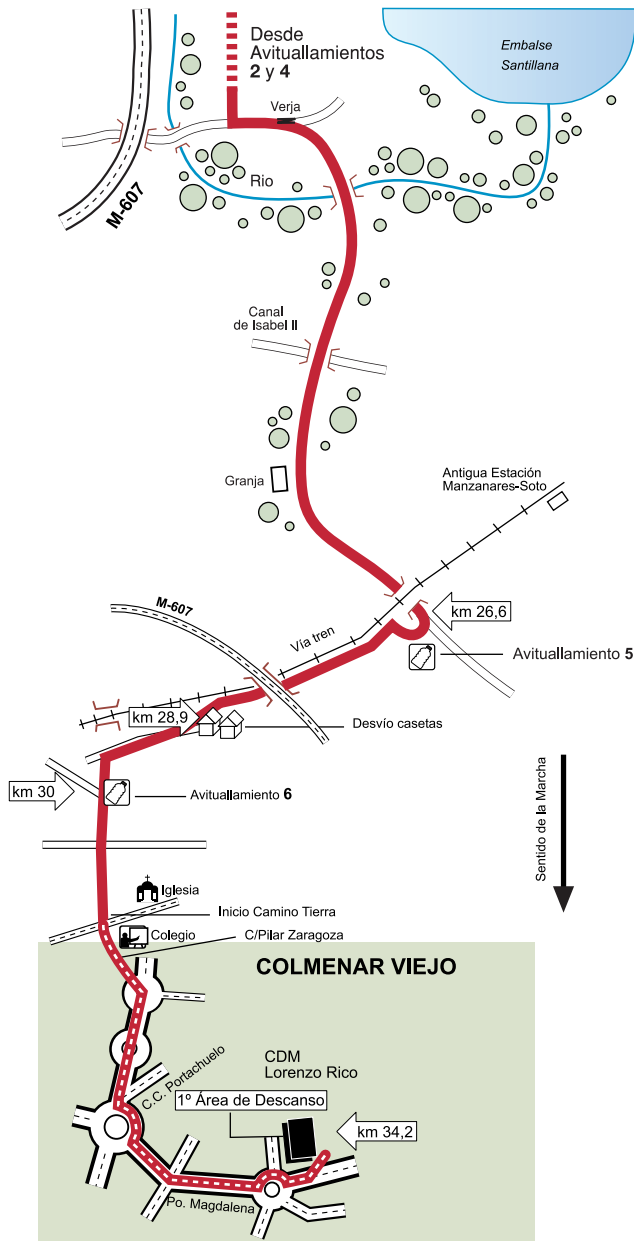 Desde
Avituallamientos
2 y 4
Embalse
Santillana
Verja
M-607
Rio
Canal
de Isabel II
Granja
Antigua Estación
Manzanares-Soto
M-607
km 26,6
Vía tren
Avituallamiento 5
km 28,9
Desvío casetas
km 30
Avituallamiento 6
Sentido de la Marcha
Iglesia
Inicio Camino Tierra
Colegio
C/Pilar Zaragoza
COLMENAR VIEJO
C.C. Portachuelo
CDM
Lorenzo Rico
1º Área de Descanso
km 34,2
Po. Magdalena